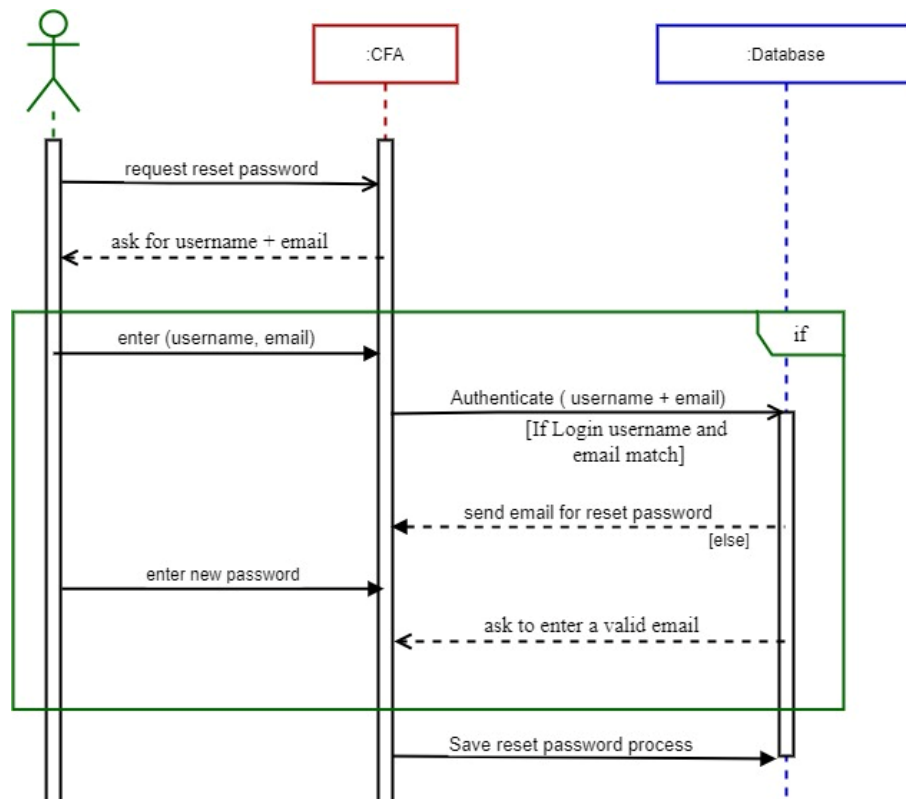 :CFA
:Database
request reset password
ask for username + email
if
enter (username, email)
Authenticate ( username + email)
[If Login username and
email match]
send email for reset password
[else]
enter new password
ask to enter a valid email
Save reset password process